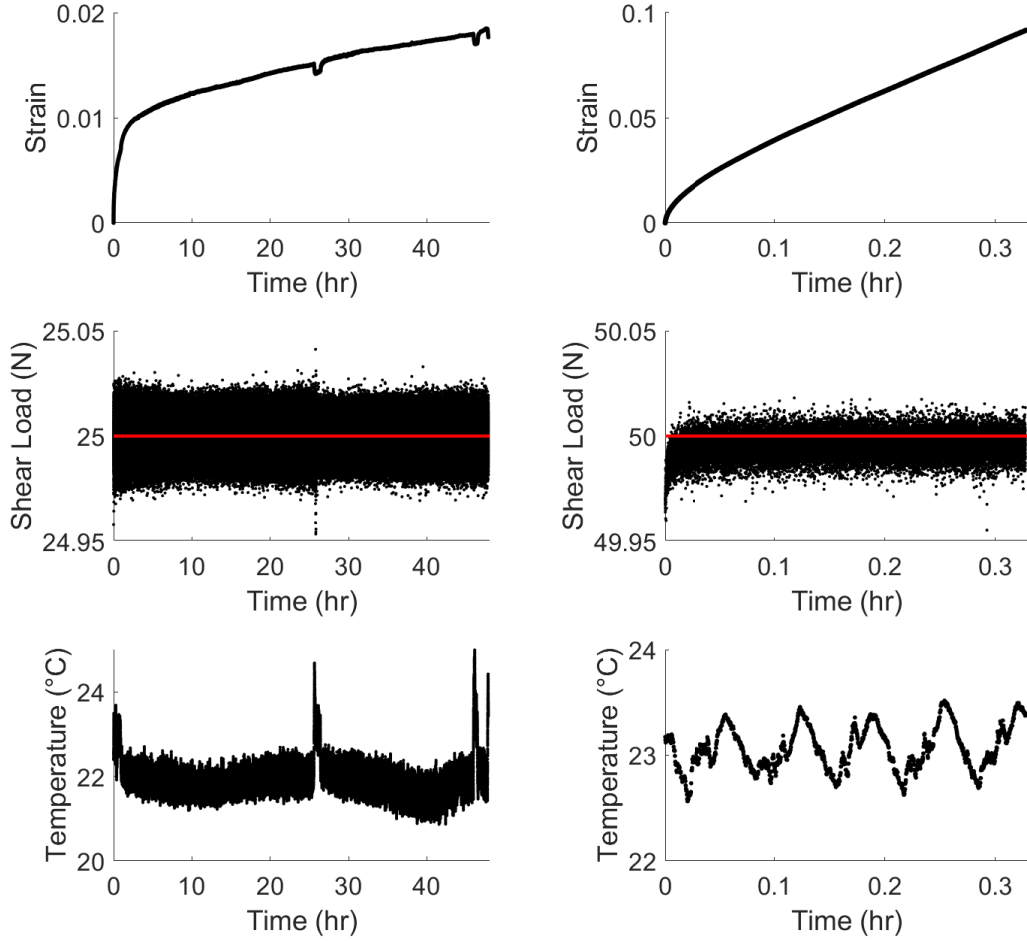 0.02
0.01
0
Strain
0 10 20 30 40
Time (hr)
0.1
0.05
0
Strain
0 0.1 0.2 0.3
Time (hr)
25.05
25
24.95
Shear Load (N)
0 10 20 30 40
Time (hr)
50.05
50
49.95
Shear Load (N)
0 0.1 0.2 0.3
Time (hr)
24
22
20
Temperature (°C)
0 10 20 30 40
Time (hr)
24
23
22
Temperature (°C)
0 0.1 0.2 0.3
Time (hr)